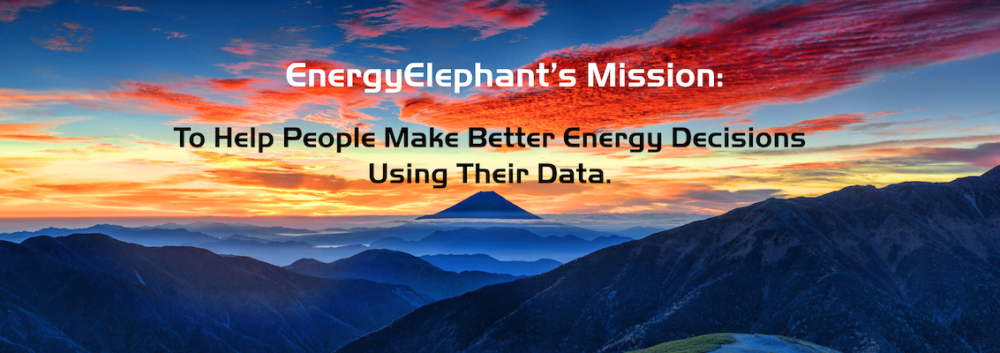 EnergyElephant's Mission:
To Help People Make Better Energy Decisions
Using Their Data.